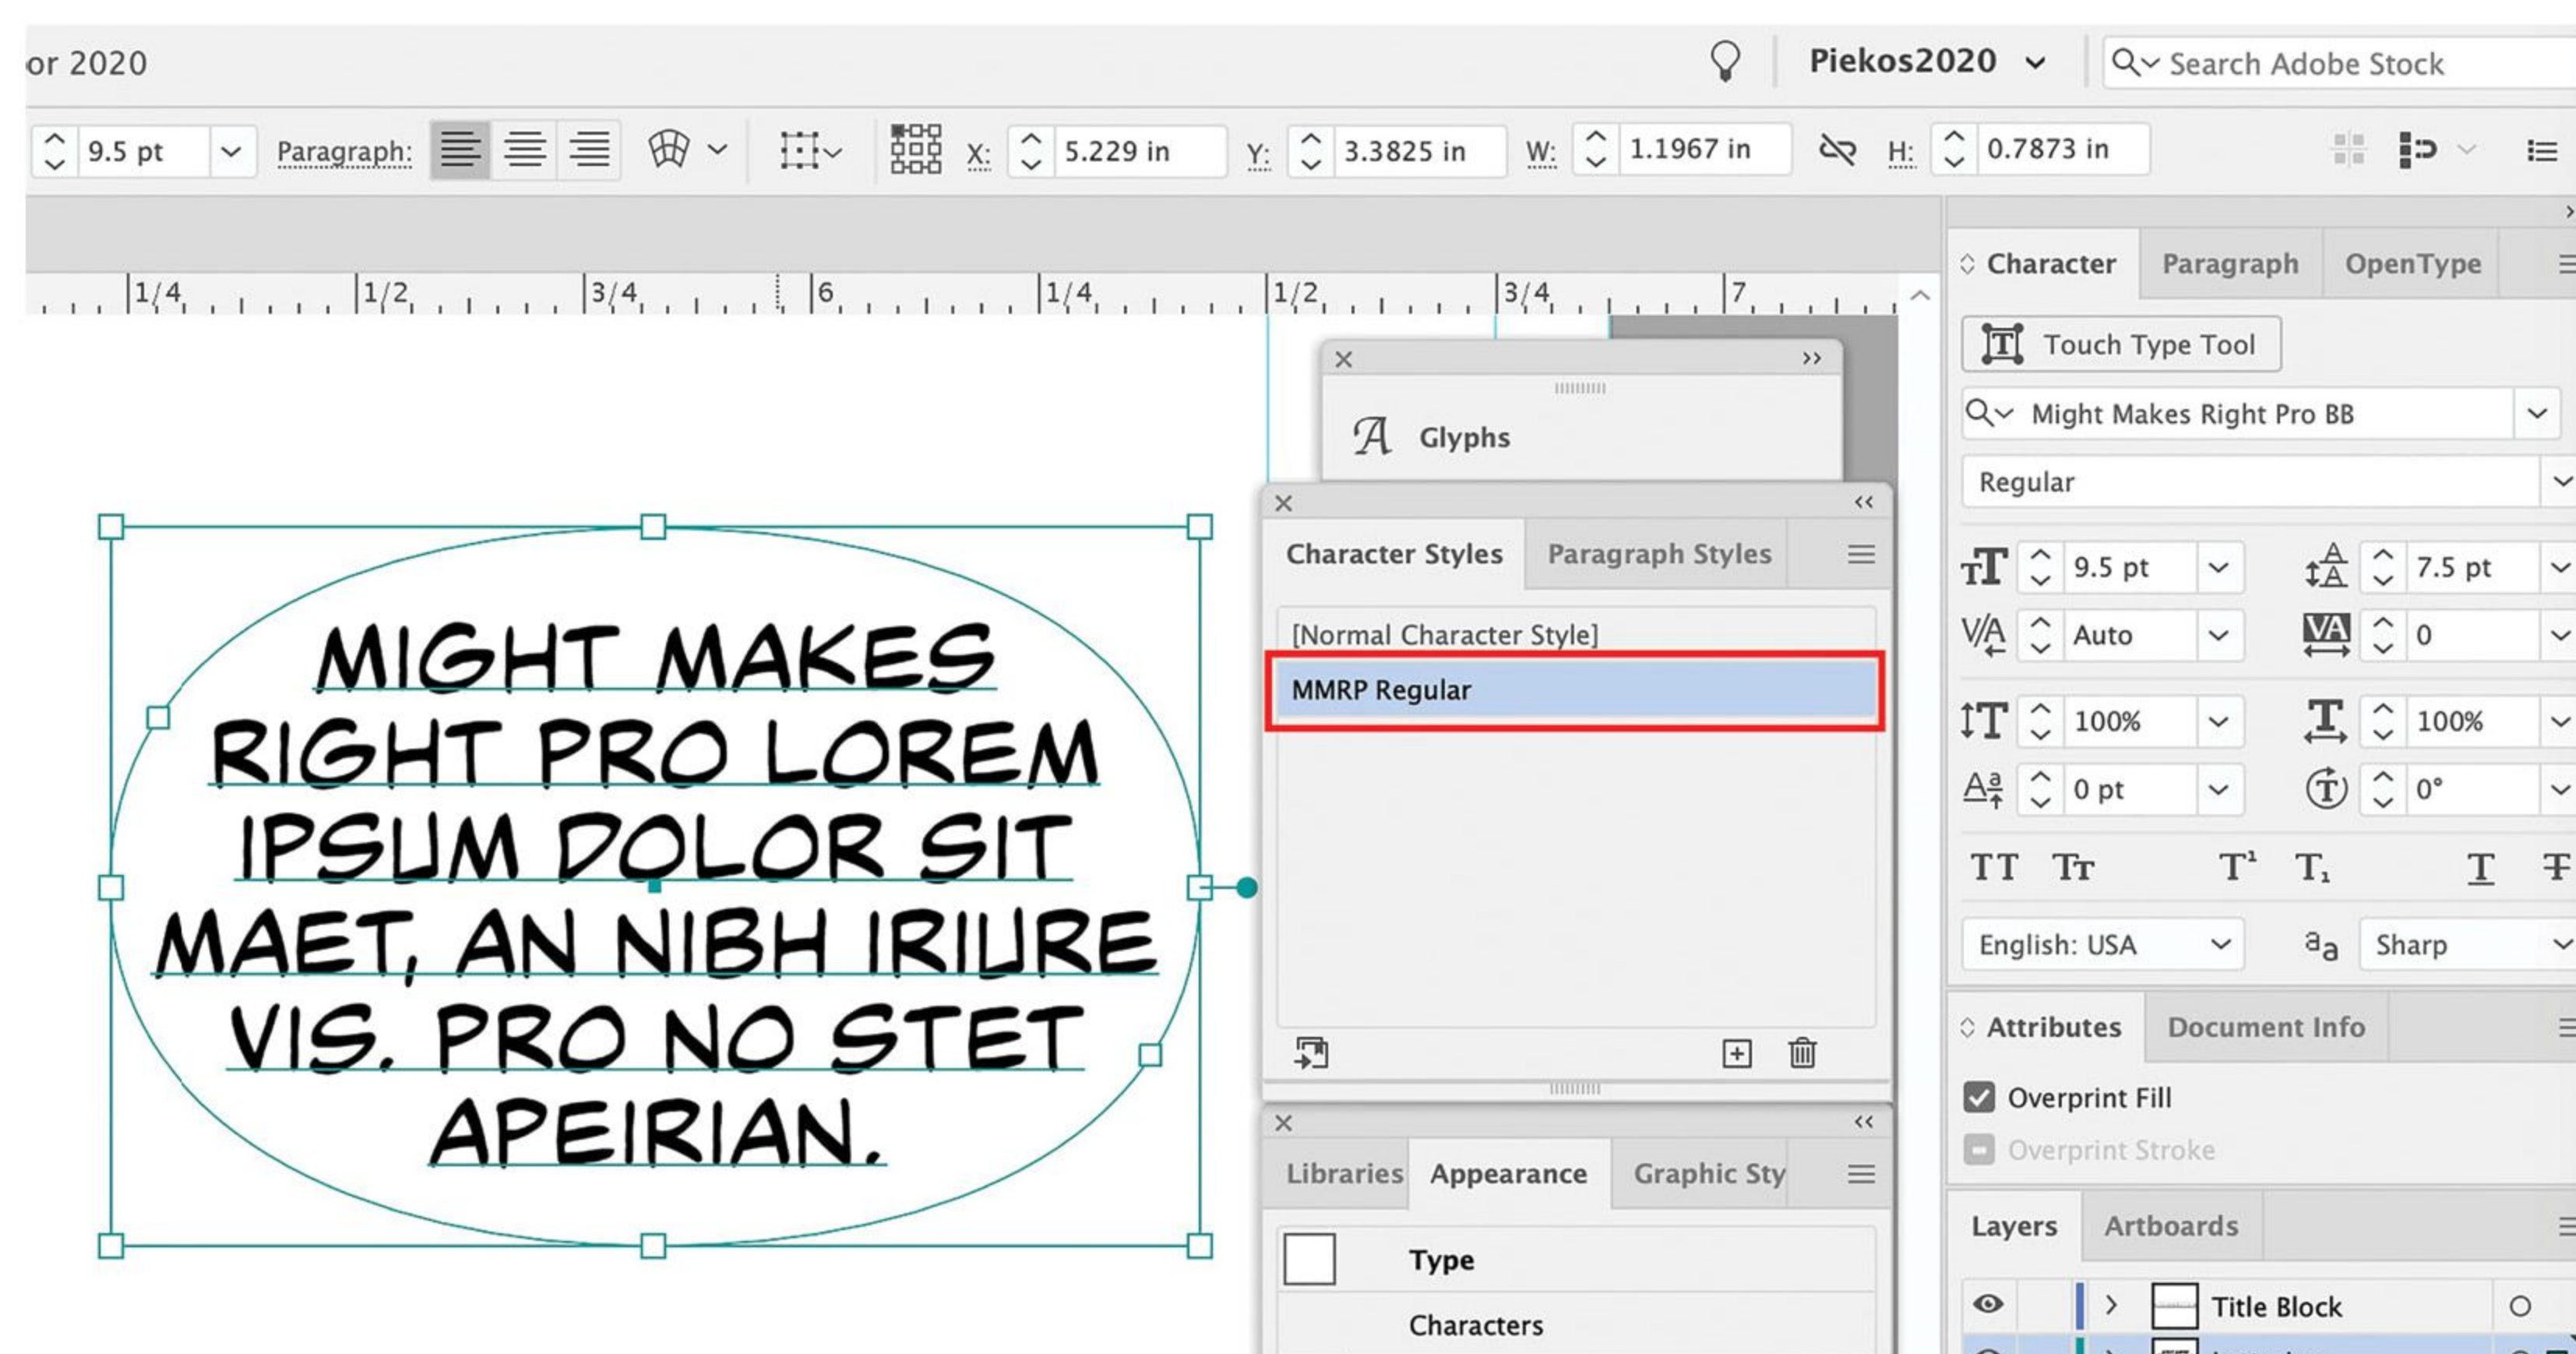 or 2020
Piekos2020
Search Adobe Stock
9.5 pt
Paragraph:
X: 5.229 in
Y: 3.3825 in
W: 1.1967 in
H: 0.7873 in
1/4 1/2 3/4 6 1/4 1/2 3/4 7
Glyphs
Character Styles Paragraph Styles
[Normal Character Style]
MMRP Regular
MIGHT MAKES
RIGHT PRO LOREM
IPSUM DOLOR SIT
MAET, AN NIBH IRIURE
VIS. PRO NO STET
APEIRIAN.
Libraries Appearance Graphic Sty
Type
Characters
Character Paragraph OpenType
Touch Type Tool
Might Makes Right Pro BB
Regular
9.5 pt 7.5 pt
Auto 0
100% 100%
0 pt 0°
English: USA Sharp
Attributes Document Info
Overprint Fill
Overprint Stroke
Layers Artboards
Title Block